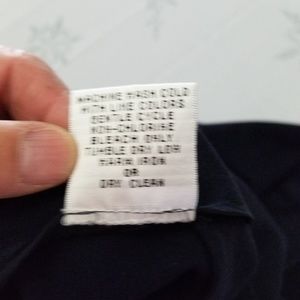 MACHINE WASH COLD
WITH LIKE COLORS
GENTLE CYCLE
NON-CHLORINE
BLEACH ONLY
TUMBLE DRY LOW
WARM IRON
OR
DRY CLEAN